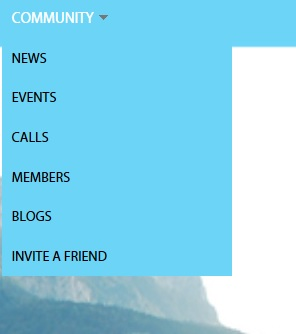 COMMUNITY
NEWS
EVENTS
CALLS
MEMBERS
BLOGS
INVITE A FRIEND